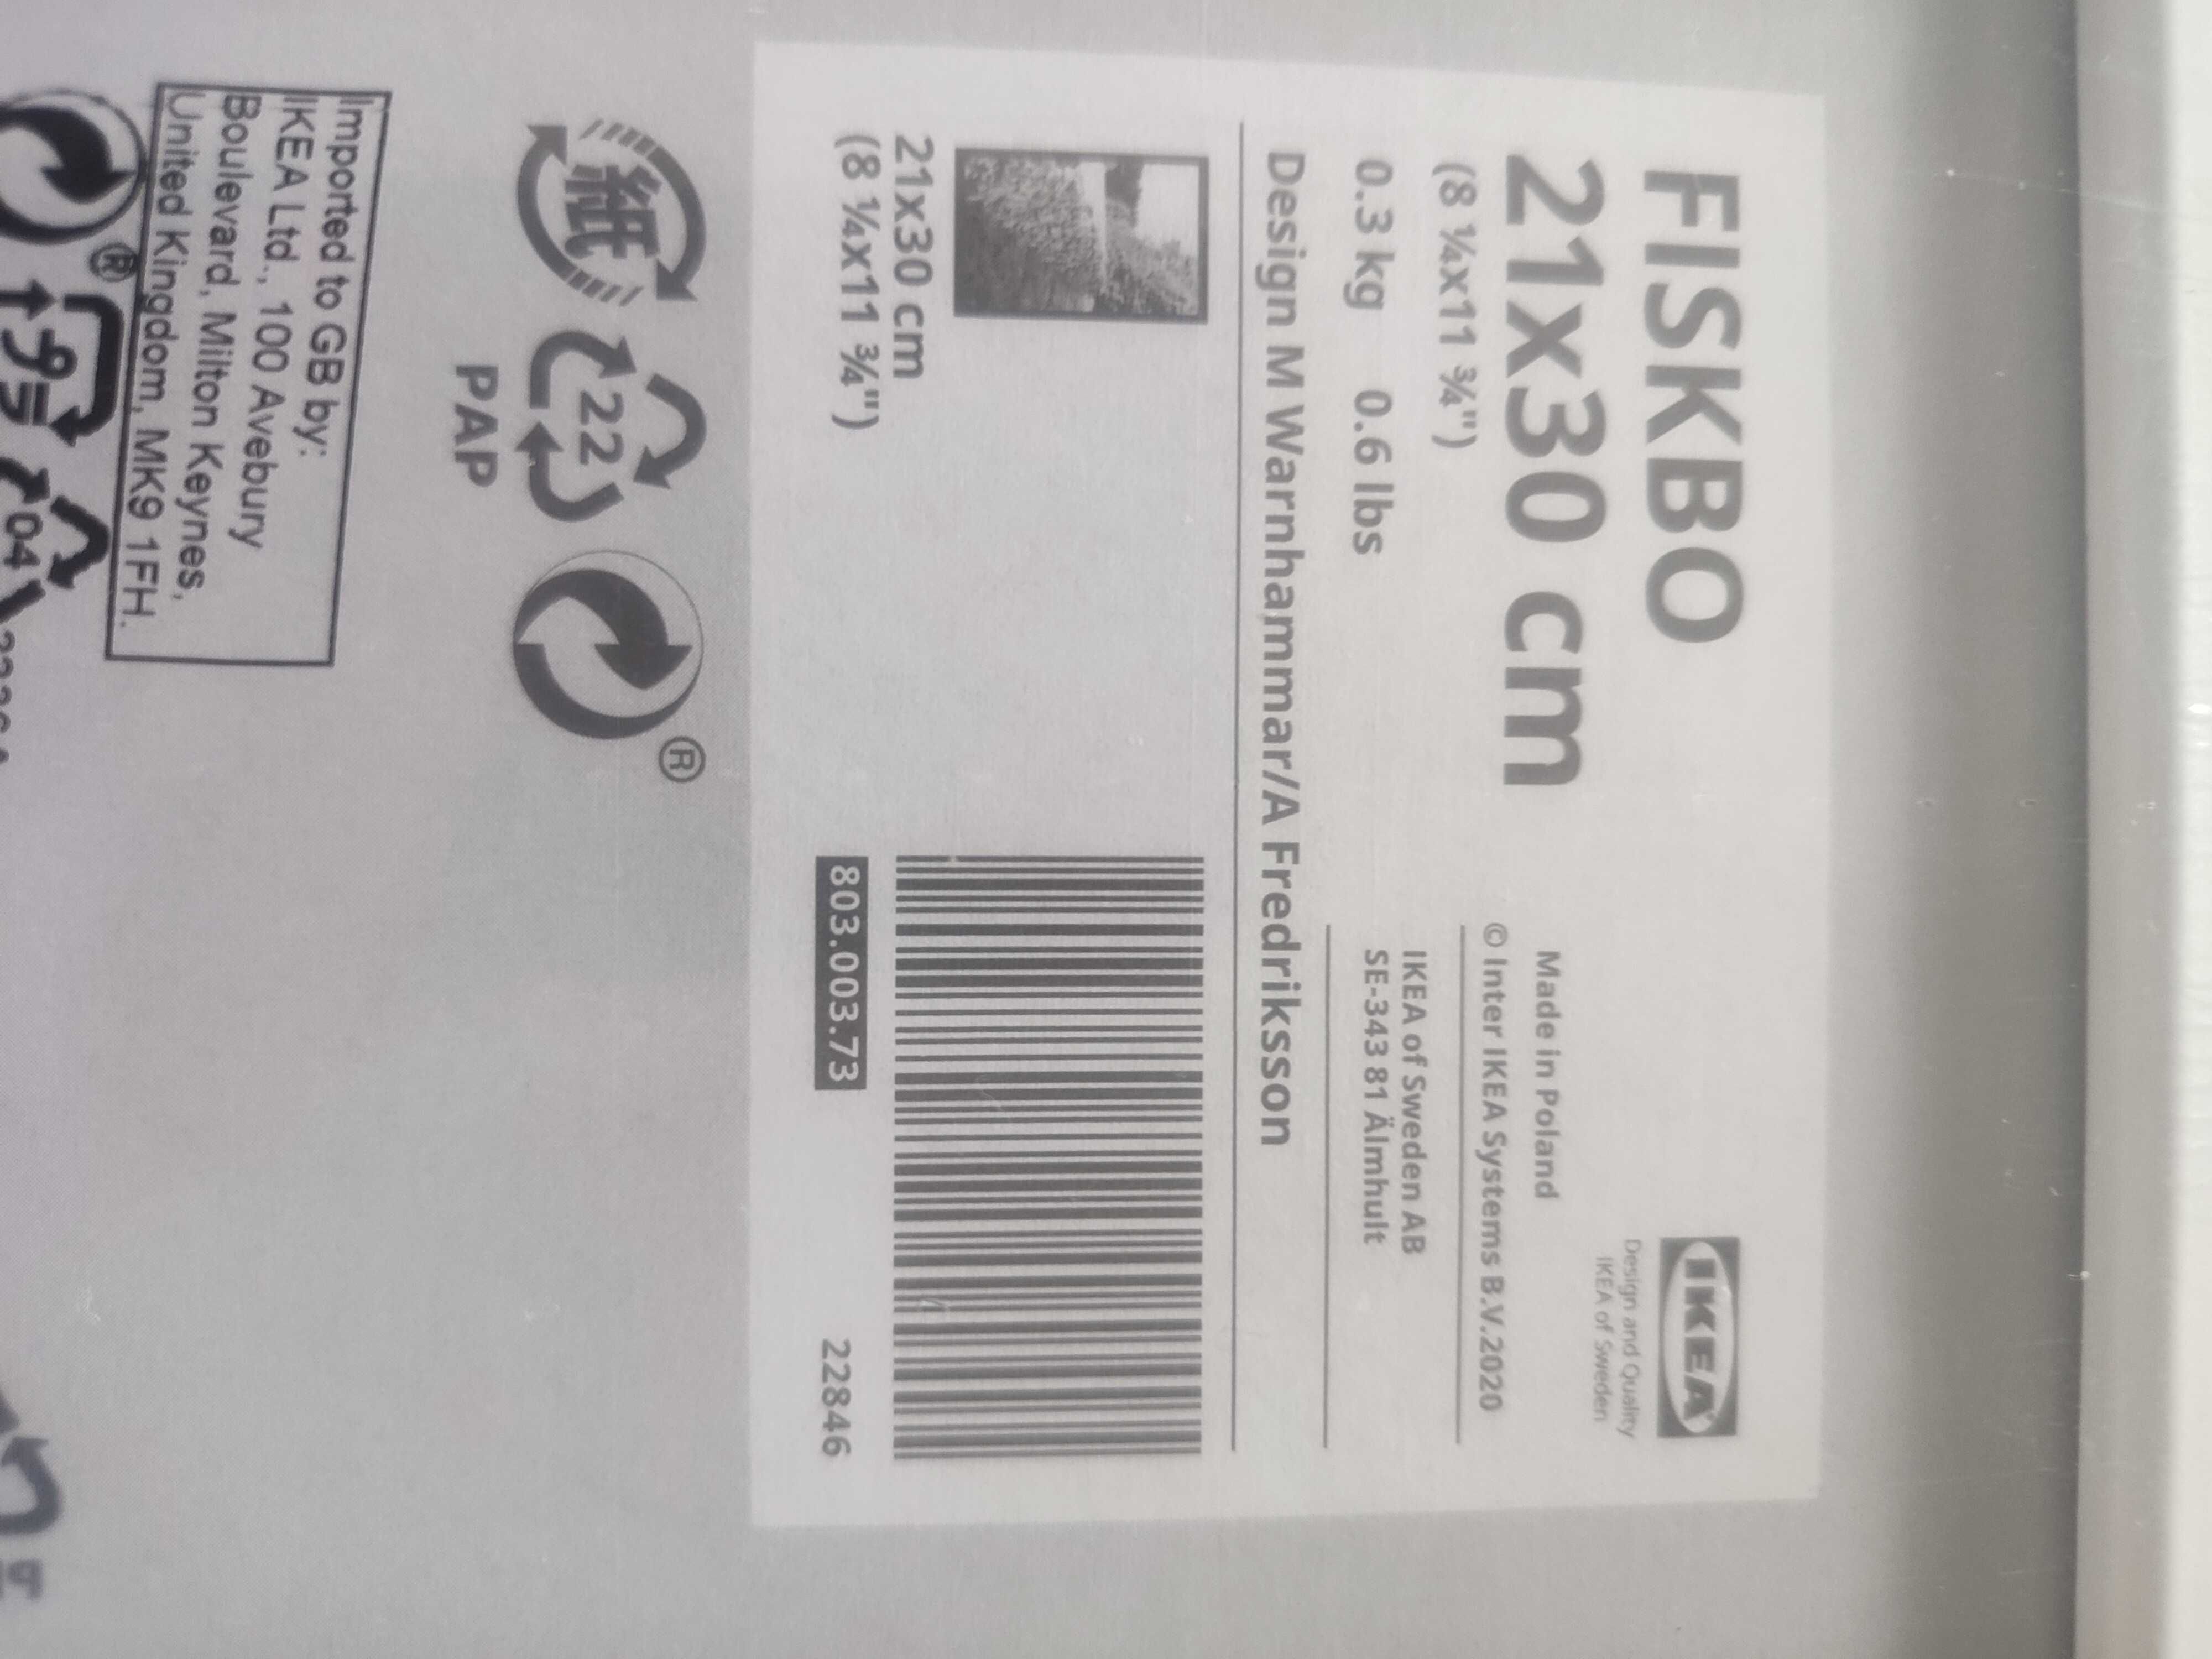 FISKBO
21x30 cm
(8 ¼x11 ¾")
0.3 kg 0.6 lbs
IKEA
Design and Quality
IKEA of Sweden
Made in Poland
© Inter IKEA Systems B.V.2020
IKEA of Sweden AB
SE-343 81 Älmhult
Design M Warnhammar/A Fredriksson
21x30 cm
(8 ¼x11 ¾")
803.003.73
22846
紙
22
PAP
®
Imported to GB by:
IKEA Ltd., 100 Avebury
Boulevard, Milton Keynes,
United Kingdom, MK9 1FH.
®
04